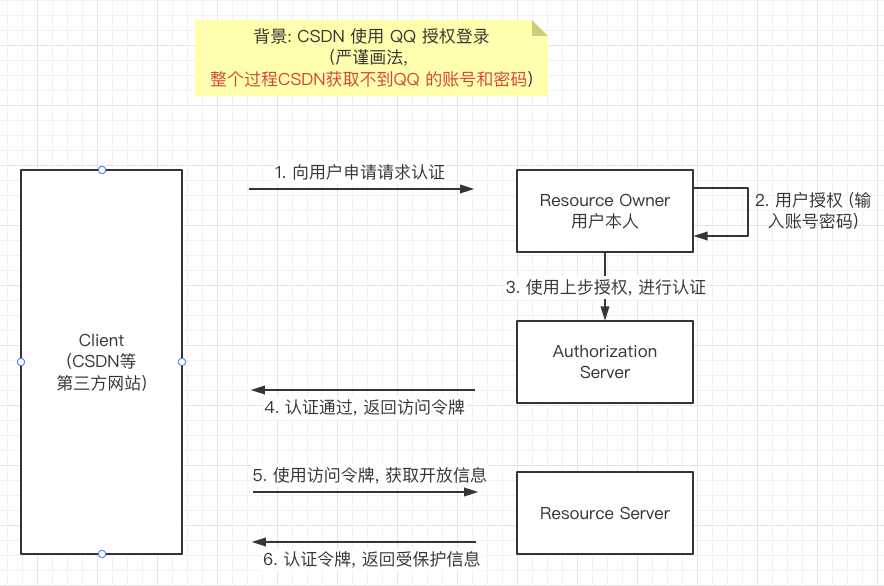 背景: CSDN 使用 QQ 授权登录
(严谨画法,
整个过程CSDN获取不到QQ 的账号和密码)
1. 向用户申请请求认证
Resource Owner
用户本人
2. 用户授权 (输
入账号密码)
3. 使用上步授权, 进行认证
Client
(CSDN等
第三方网站)
Authorization
Server
4. 认证通过, 返回访问令牌
5. 使用访问令牌, 获取开放信息
Resource Server
6. 认证令牌, 返回受保护信息